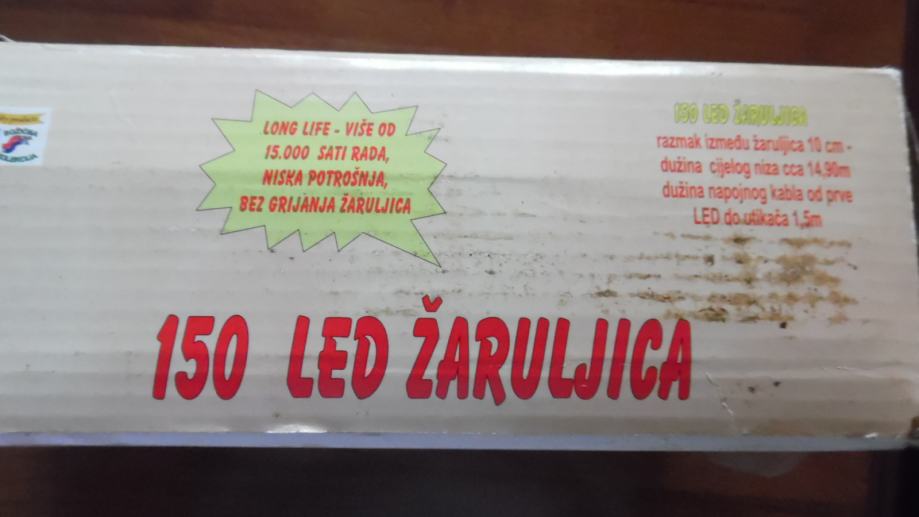 LONG LIFE - VIŠE OD
15.000 SATI RADA,
NISKA POTROŠNJA,
BEZ GRIJANJA ŽARULJICA
150 LED ŽARULJICA
razmak između žaruljica 10 cm -
dužina cijelog niza cca 14,90m
dužina napojnog kabla od prve
LED do utikača 1,5m
150 LED ŽARULJICA